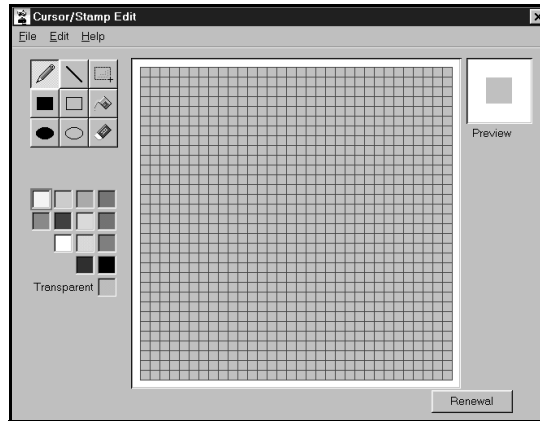 Cursor/Stamp Edit
File Edit Help
Preview
Transparent
Renewal